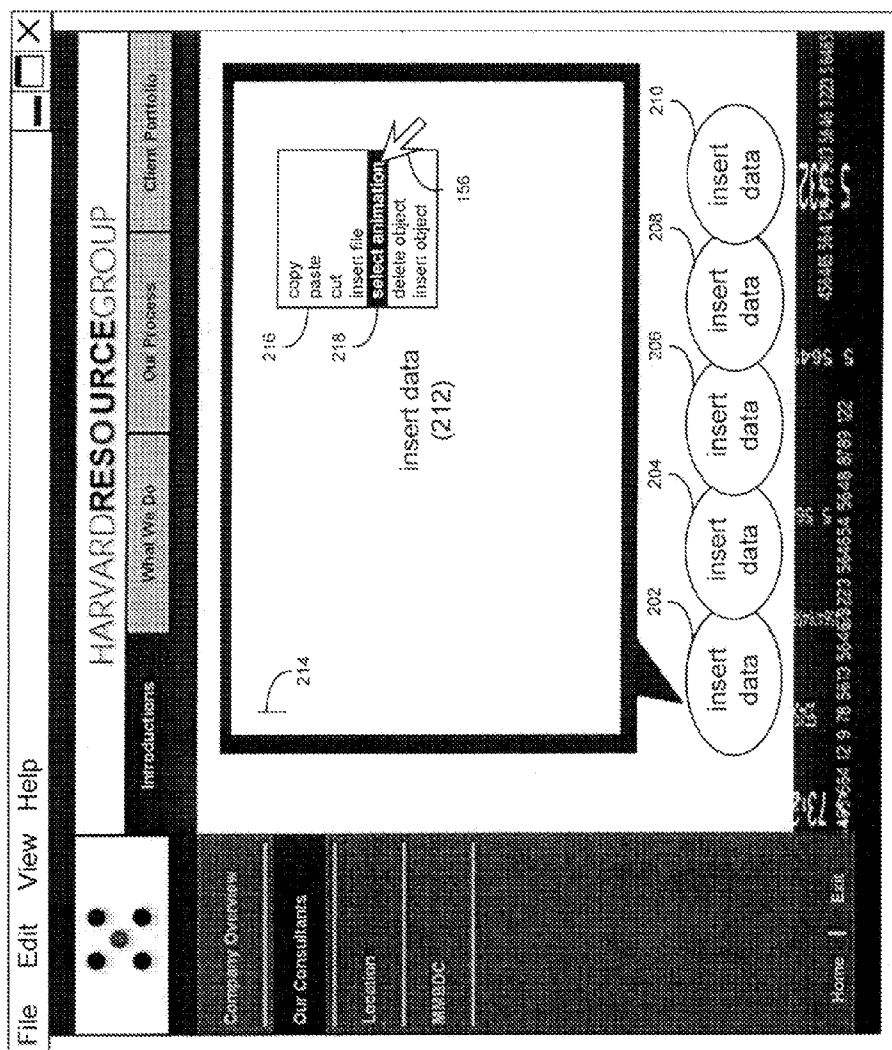 File Edit View Help
HARVARDRESOURCEGROUP
Introductions What We Do Our Process Client Portfolio
Company Overview
Our Consultants
Location
Home | Exit
214
216
copy
paste
cut
insert file
218
select animation
delete object
insert object
156
insert data
(212)
202 204 206 208 210
insert data
insert data
insert data
insert data
insert data